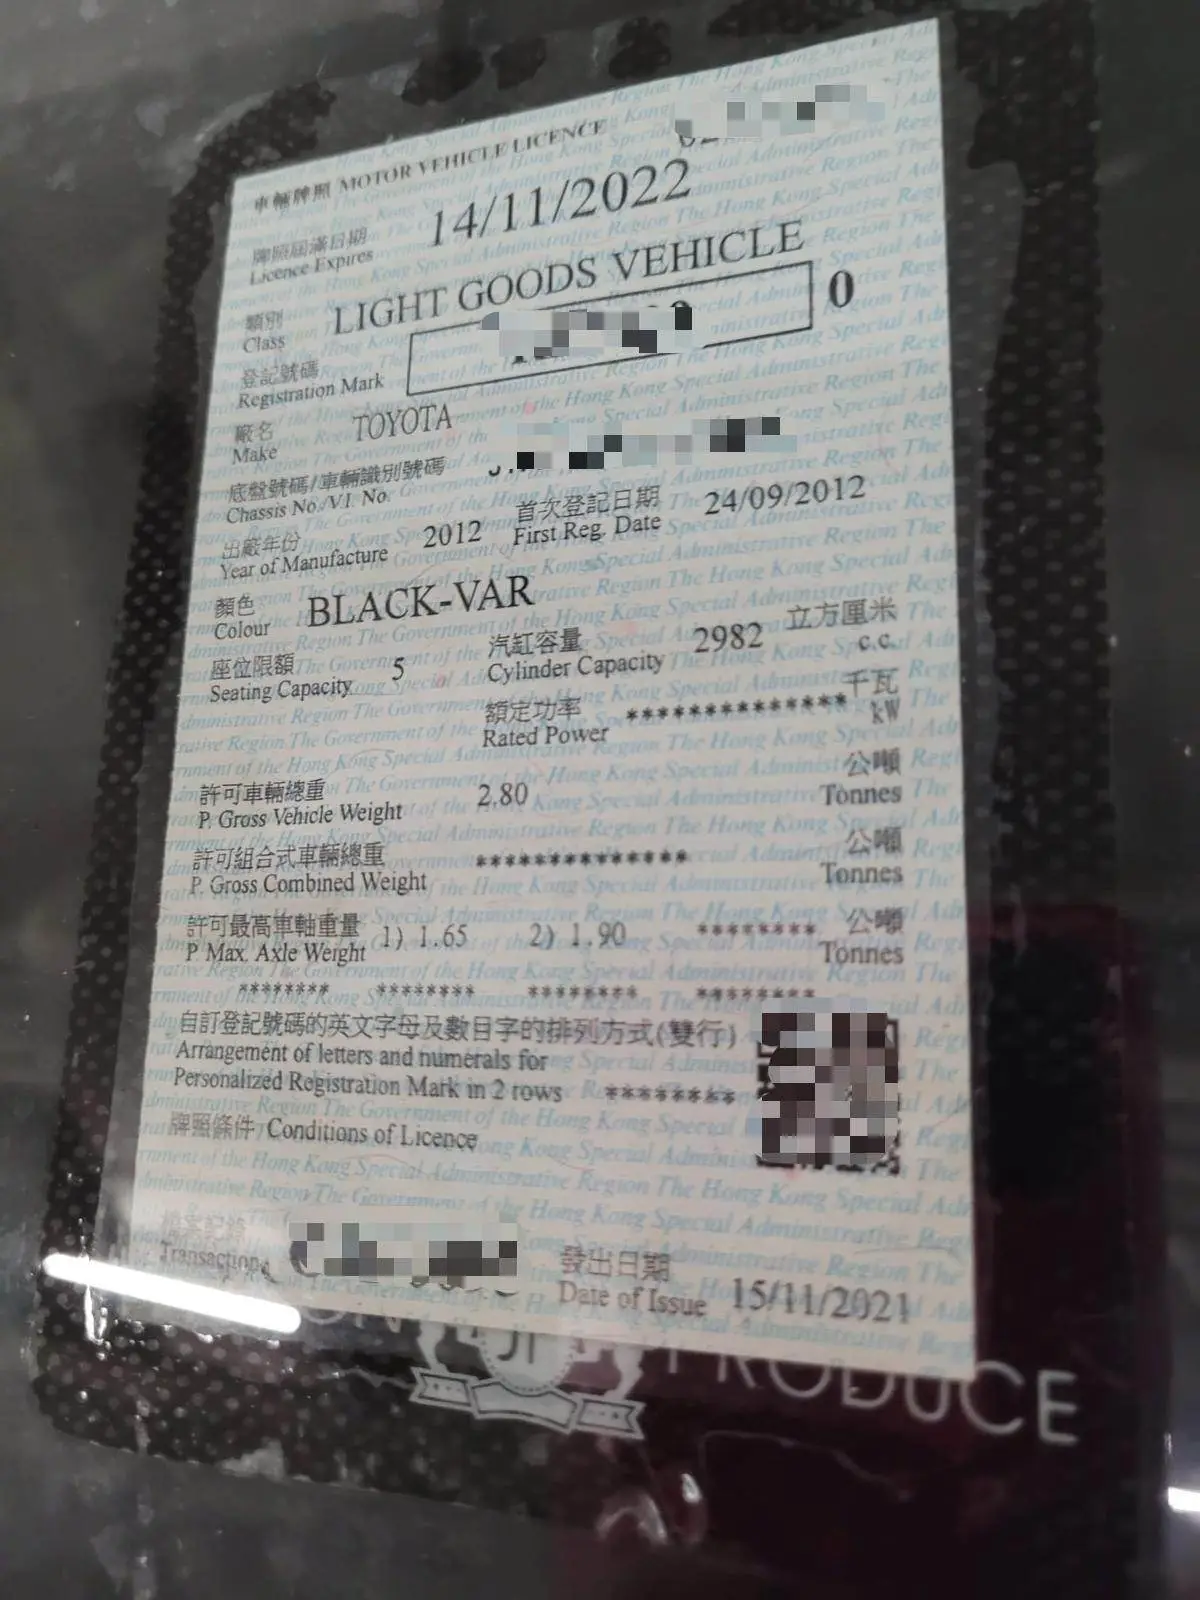 車輛牌照 MOTOR VEHICLE LICENCE
牌照屆滿日期
Licence Expires
14/11/2022
類別
Class
LIGHT GOODS VEHICLE
登記號碼
Registration Mark
0
廠名
Make
TOYOTA
底盤號碼/車輛識別號碼
Chassis No./V.I. No.
出廠年份
Year of Manufacture
2012
首次登記日期
First Reg. Date
24/09/2012
顏色
Colour
BLACK-VAR
座位限額
Seating Capacity
5
汽缸容量
Cylinder Capacity
2982
立方厘米
c.c.
額定功率
Rated Power
**************
千瓦
kW
許可車輛總重
P. Gross Vehicle Weight
2.80
公噸
Tonnes
許可組合式車輛總重
P. Gross Combined Weight
**************
公噸
Tonnes
許可最高車軸重量
P. Max. Axle Weight
1) 1.65
2) 1.90
********
公噸
Tonnes
******** ******** ******** ********
自訂登記號碼的英文字母及數目字的排列方式(雙行)
Arrangement of letters and numerals for
Personalized Registration Mark in 2 rows
********
牌照條件 Conditions of Licence
Transaction
發出日期
Date of Issue
15/11/2021
PRODUCE